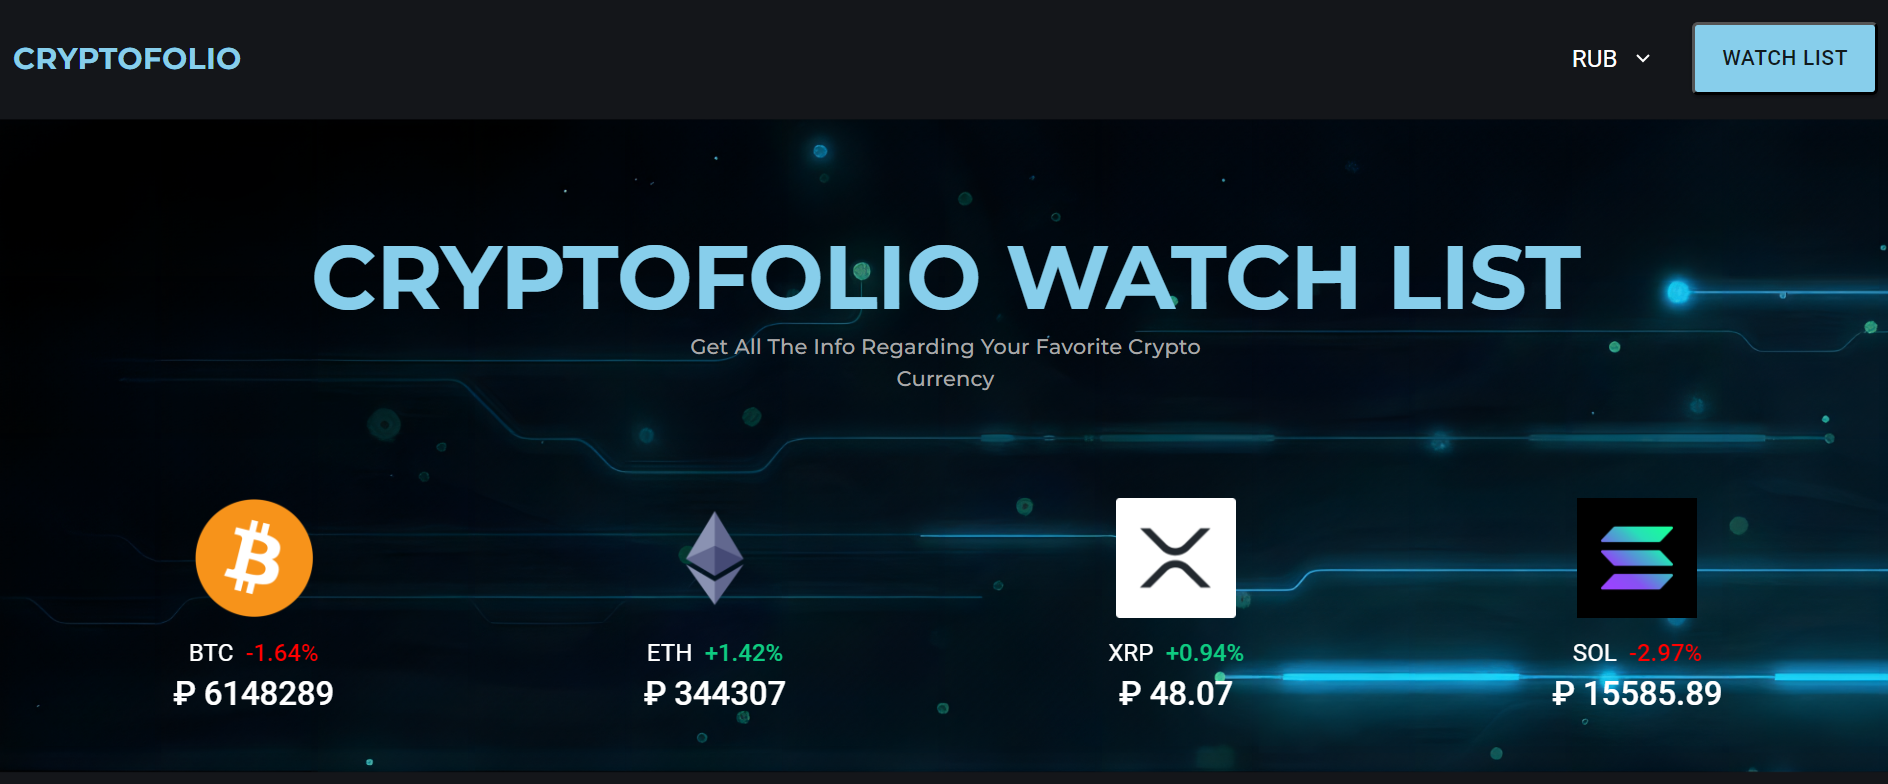 CRYPTOFOLIO
RUB
WATCH LIST
CRYPTOFOLIO WATCH LIST
Get All The Info Regarding Your Favorite Crypto
Currency
BTC -1.64%
₽ 6148289
ETH +1.42%
₽ 344307
XRP +0.94%
₽ 48.07
SOL -2.97%
₽ 15585.89